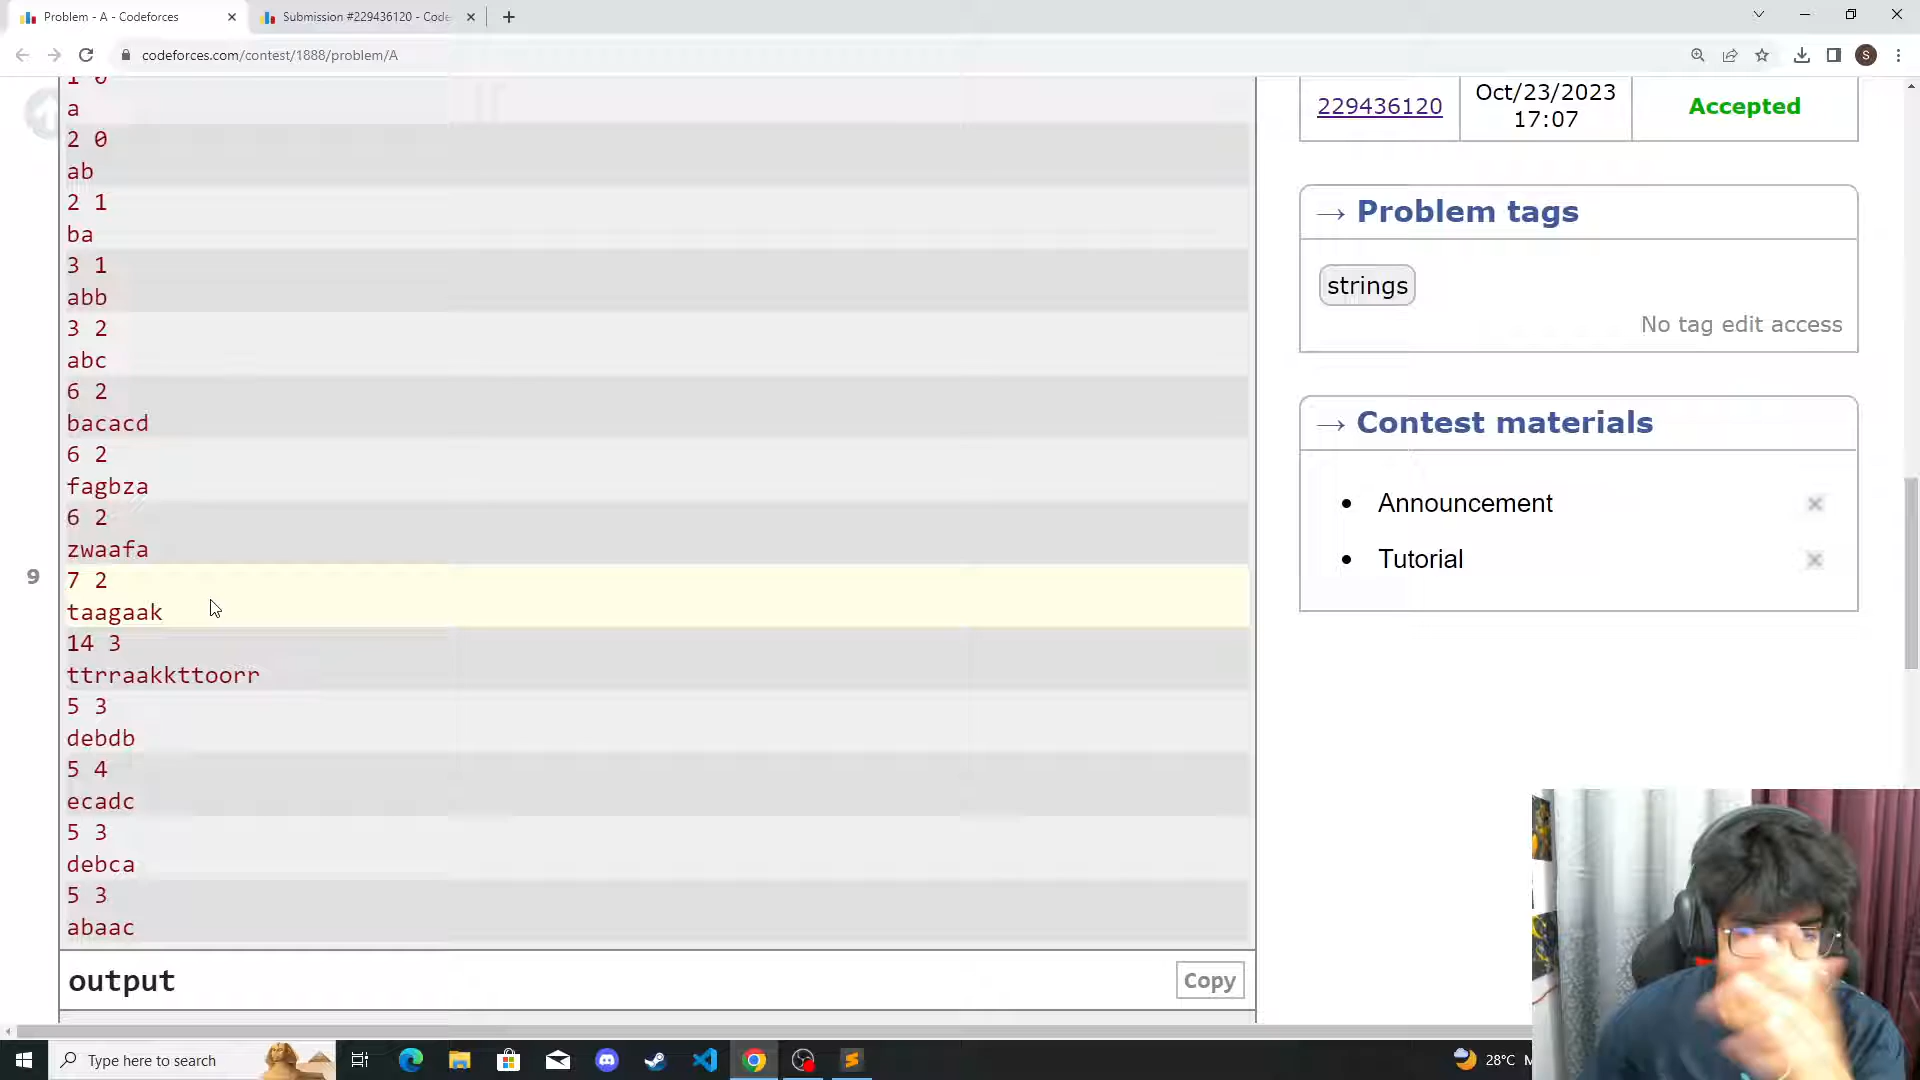 Problem - A - Codeforces
Submission #229436120 - Code
codeforces.com/contest/1888/problem/A
S
1 0
a
2 0
ab
2 1
ba
3 1
abb
3 2
abc
6 2
bacacd
6 2
fagbza
6 2
zwaafa
9
7 2
taagaak
14 3
ttrraakkttoorr
5 3
debdb
5 4
ecadc
5 3
debca
5 3
abaac
output
Copy
229436120
Oct/23/2023
17:07
Accepted
→ Problem tags
strings
No tag edit access
→ Contest materials
Announcement
Tutorial
Type here to search
28°C